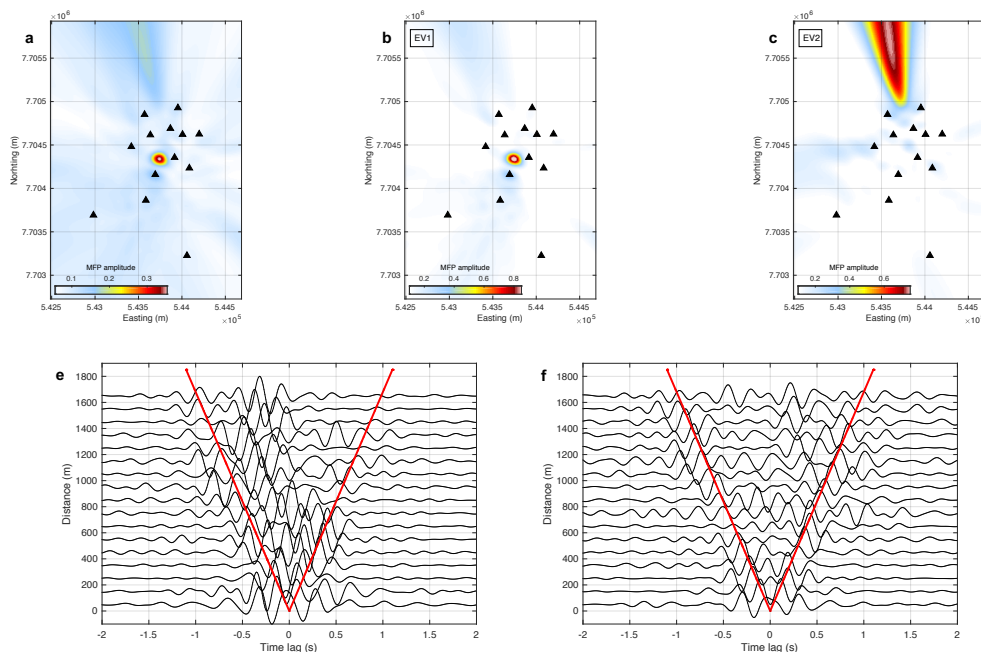 ×10⁶
×10⁶
×10⁶
a
b
EV1
c
EV2
7.7055
7.7055
7.7055
7.705
7.705
7.705
Norhting (m)
7.7045
Norhting (m)
7.7045
Norhting (m)
7.7045
7.704
7.704
7.704
7.7035
7.7035
7.7035
MFP amplitude
MFP amplitude
MFP amplitude
7.703
0.1 0.2 0.3
7.703
0.2 0.4 0.6 0.8
7.703
0.2 0.4 0.6
5.425 5.43 5.435 5.44 5.445
5.425 5.43 5.435 5.44 5.445
5.425 5.43 5.435 5.44 5.445
Easting (m) ×10⁵
Easting (m) ×10⁵
Easting (m)
e
f
1800
1800
1600
1600
1400
1400
1200
1200
Distance (m)
1000
Distance (m)
1000
800
800
600
600
400
400
200
200
0
0
-2 -1.5 -1 -0.5 0 0.5 1 1.5 2
-2 -1.5 -1 -0.5 0 0.5 1 1.5 2
Time lag (s)
Time lag (s)